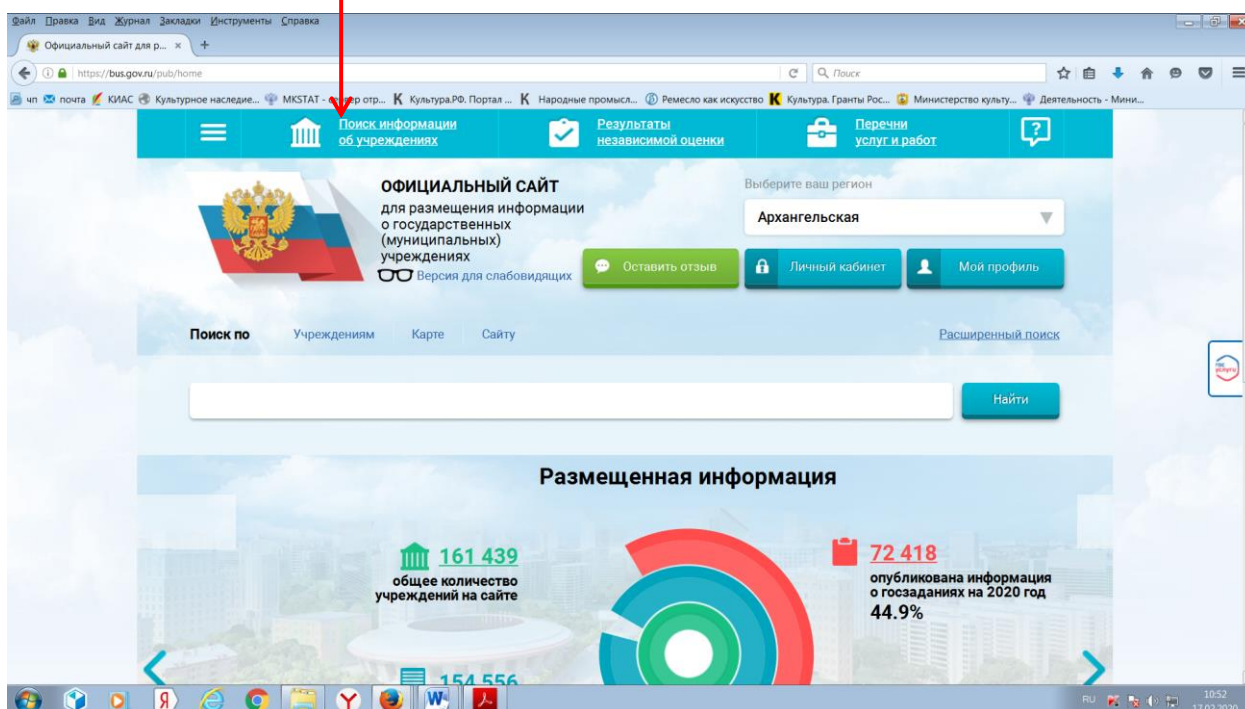 Файл Правка Вид Журнал Закладки Инструменты Справка
Официальный сайт для р... × +
https://bus.gov.ru/pub/home
Поиск
чп почта КИАС Культурное наследие... MKSTAT - отр... Культура.РФ. Портал ... Народные промысл... Ремесло как искусство Культура. Гранты Рос... Министерство культу... Деятельность - Мини...
Поиск информации
об учреждениях
Результаты
независимой оценки
Перечни
услуг и работ
ОФИЦИАЛЬНЫЙ САЙТ
для размещения информации
о государственных
(муниципальных)
учреждениях
Версия для слабовидящих
Выберите ваш регион
Архангельская
Оставить отзыв
Личный кабинет
Мой профиль
Поиск по Учреждениям Карте Сайту Расширенный поиск
Найти
Размещенная информация
161 439
общее количество
учреждений на сайте
154 556
72 418
опубликована информация
о госзаданиях на 2020 год
44.9%
RU
10:52
17.02.2020